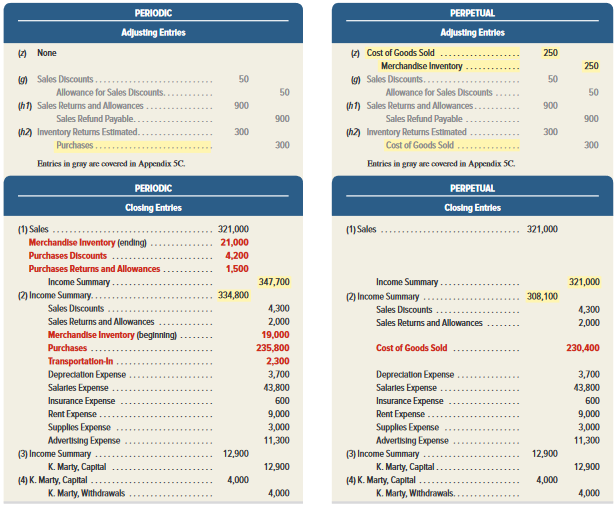 PERIODIC
Adjusting Entries
(z) None
(g) Sales Discounts . . . . . . . . . . . . . . . . . . . . . . . . 50
Allowance for Sales Discounts. . . . . . . . . . . . 50
(h1) Sales Returns and Allowances . . . . . . . . . . . . . 900
Sales Refund Payable. . . . . . . . . . . . . . . . . . . 900
(h2) Inventory Returns Estimated. . . . . . . . . . . . . . . 300
Purchases . . . . . . . . . . . . . . . . . . . . . . . . . . . . 300
Entries in gray are covered in Appendix 5C.
PERPETUAL
Adjusting Entries
(z) Cost of Goods Sold . . . . . . . . . . . . . . . . . 250
Merchandise Inventory . . . . . . . . . . . . 250
(g) Sales Discounts. . . . . . . . . . . . . . . . . . . . . 50
Allowance for Sales Discounts . . . . . . 50
(h1) Sales Returns and Allowances . . . . . . . . . . 900
Sales Refund Payable . . . . . . . . . . . . . 900
(h2) Inventory Returns Estimated . . . . . . . . . . . 300
Cost of Goods Sold . . . . . . . . . . . . . . . 300
Entries in gray are covered in Appendix 5C.
PERIODIC
Closing Entries
(1) Sales . . . . . . . . . . . . . . . . . . . . . . . . . . . . . . . . 321,000
Merchandise Inventory (ending) . . . . . . . . . . . . . 21,000
Purchases Discounts . . . . . . . . . . . . . . . . . . . . . 4,200
Purchases Returns and Allowances . . . . . . . . . . 1,500
Income Summary . . . . . . . . . . . . . . . . . . . . . 347,700
(2) Income Summary. . . . . . . . . . . . . . . . . . . . . . . . 334,800
Sales Discounts . . . . . . . . . . . . . . . . . . . . . . 4,300
Sales Returns and Allowances . . . . . . . . . . . . 2,000
Merchandise Inventory (beginning) . . . . . . . 19,000
Purchases . . . . . . . . . . . . . . . . . . . . . . . . . . 235,800
Transportation-In . . . . . . . . . . . . . . . . . . . . . 2,300
Depreciation Expense . . . . . . . . . . . . . . . . . . 3,700
Salaries Expense . . . . . . . . . . . . . . . . . . . . . 43,800
Insurance Expense . . . . . . . . . . . . . . . . . . . . 600
Rent Expense . . . . . . . . . . . . . . . . . . . . . . . . 9,000
Supplies Expense . . . . . . . . . . . . . . . . . . . . . 3,000
Advertising Expense . . . . . . . . . . . . . . . . . . . 11,300
(3) Income Summary . . . . . . . . . . . . . . . . . . . . . . . 12,900
K. Marty, Capital . . . . . . . . . . . . . . . . . . . . . . 12,900
(4) K. Marty, Capital . . . . . . . . . . . . . . . . . . . . . . . . 4,000
K. Marty, Withdrawals . . . . . . . . . . . . . . . . . . 4,000
PERPETUAL
Closing Entries
(1) Sales . . . . . . . . . . . . . . . . . . . . . . . . . . . . 321,000
Income Summary . . . . . . . . . . . . . . . . . 321,000
(2) Income Summary . . . . . . . . . . . . . . . . . . . 308,100
Sales Discounts . . . . . . . . . . . . . . . . . . 4,300
Sales Returns and Allowances . . . . . . . . 2,000
Cost of Goods Sold . . . . . . . . . . . . . . . 230,400
Depreciation Expense . . . . . . . . . . . . . . 3,700
Salaries Expense . . . . . . . . . . . . . . . . . 43,800
Insurance Expense . . . . . . . . . . . . . . . . 600
Rent Expense . . . . . . . . . . . . . . . . . . . . 9,000
Supplies Expense . . . . . . . . . . . . . . . . . 3,000
Advertising Expense . . . . . . . . . . . . . . . 11,300
(3) Income Summary . . . . . . . . . . . . . . . . . . . 12,900
K. Marty, Capital . . . . . . . . . . . . . . . . . . 12,900
(4) K. Marty, Capital . . . . . . . . . . . . . . . . . . . . 4,000
K. Marty, Withdrawals. . . . . . . . . . . . . . 4,000